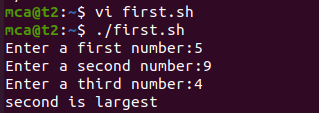 mca@t2:~$ vi first.sh
mca@t2:~$ ./first.sh
Enter a first number:5
Enter a second number:9
Enter a third number:4
second is largest